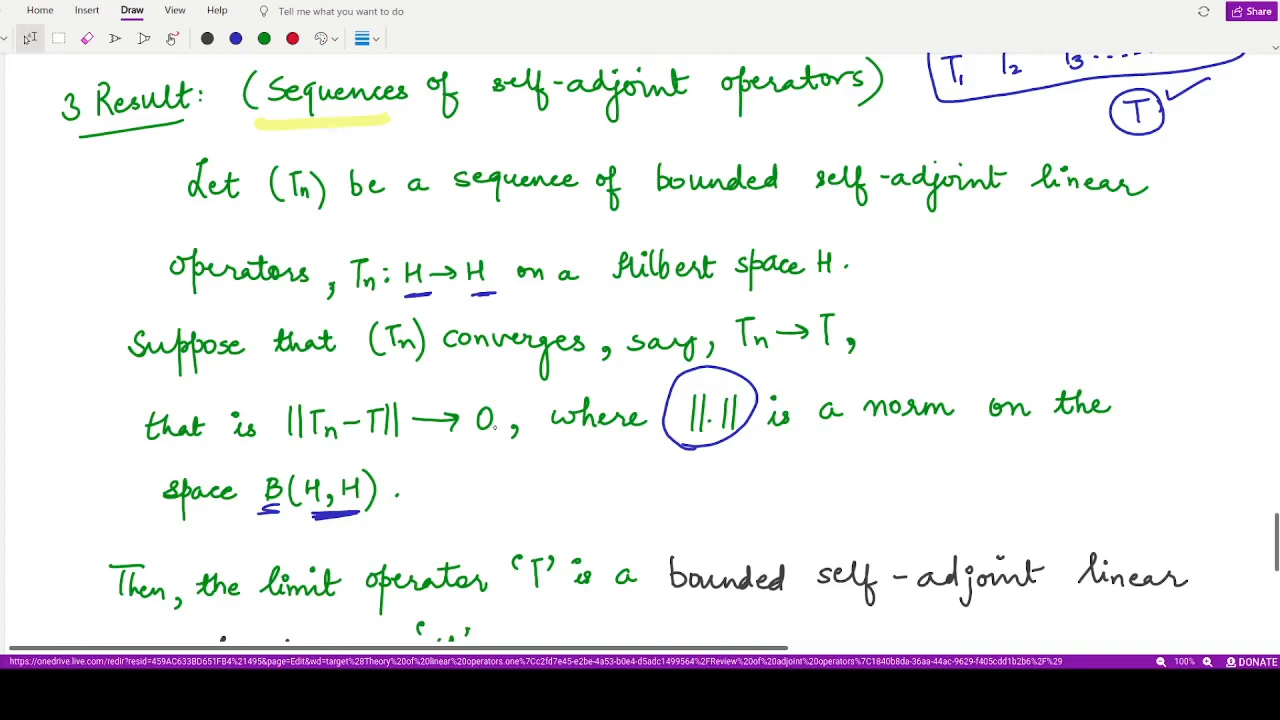 Home Insert Draw View Help Tell me what you want to do Share
T1 T2 T3......
3 Result: (Sequences of self-adjoint operators)
T
Let (Tn) be a sequence of bounded self-adjoint linear
operators, Tn: H→H on a Hilbert space H.
Suppose that (Tn) converges, say, Tn→T,
that is ||Tn-T|| → 0, where ||.|| is a norm on the
space B(H,H).
Then, the limit operator 'T' is a bounded self-adjoint linear
100% DONATE